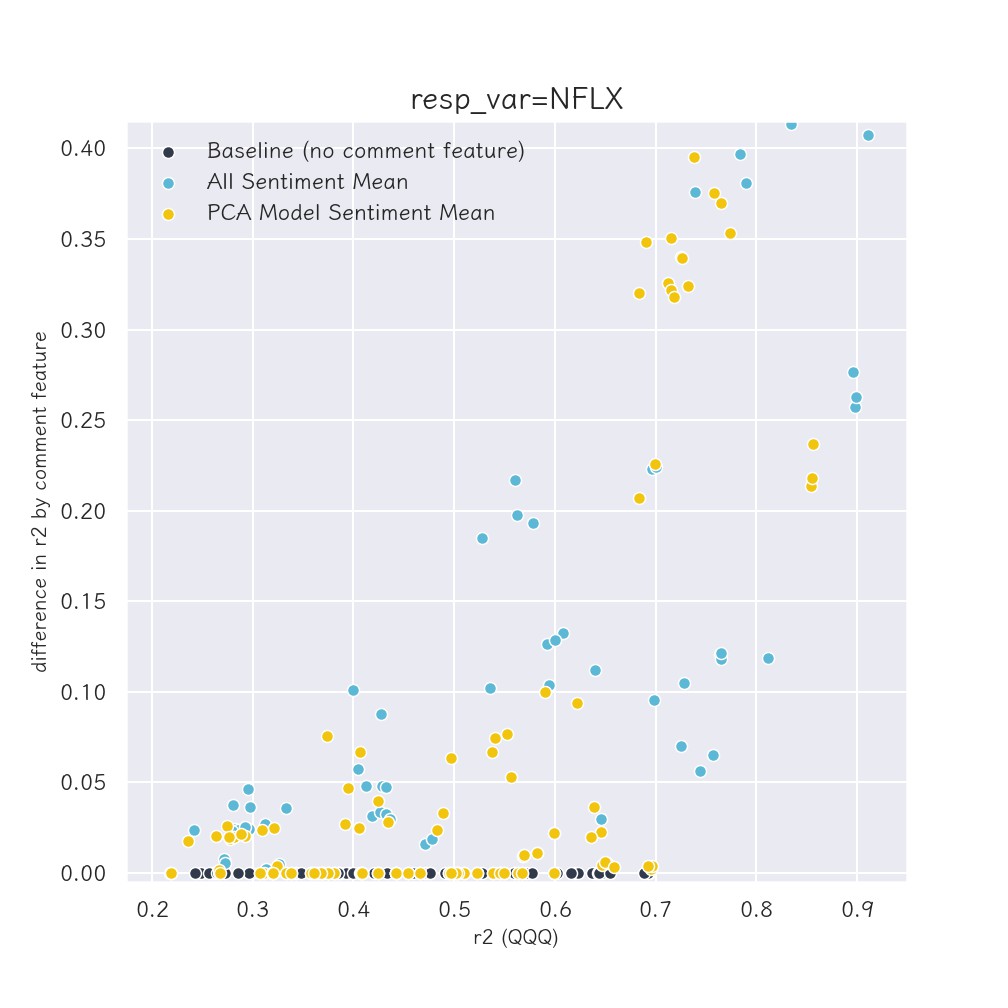 resp_var=NFLX
Baseline (no comment feature)
All Sentiment Mean
PCA Model Sentiment Mean
difference in r2 by comment feature
0.40
0.35
0.30
0.25
0.20
0.15
0.10
0.05
0.00
0.2 0.3 0.4 0.5 0.6 0.7 0.8 0.9
r2 (QQQ)